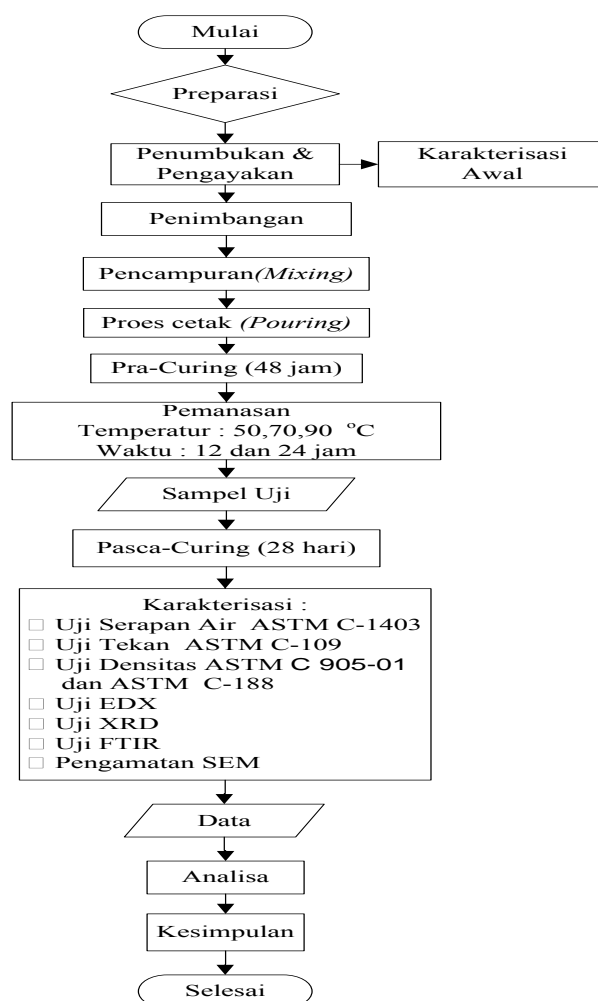 Mulai
Preparasi
Penumbukan &
Pengayakan
Karakterisasi
Awal
Penimbangan
Pencampuran(Mixing)
Proes cetak (Pouring)
Pra-Curing (48 jam)
Pemanasan
Temperatur : 50,70,90 °C
Waktu : 12 dan 24 jam
Sampel Uji
Pasca-Curing (28 hari)
Karakterisasi :
□ Uji Serapan Air ASTM C-1403
□ Uji Tekan ASTM C-109
□ Uji Densitas ASTM C 905-01
dan ASTM C-188
□ Uji EDX
□ Uji XRD
□ Uji FTIR
□ Pengamatan SEM
Data
Analisa
Kesimpulan
Selesai